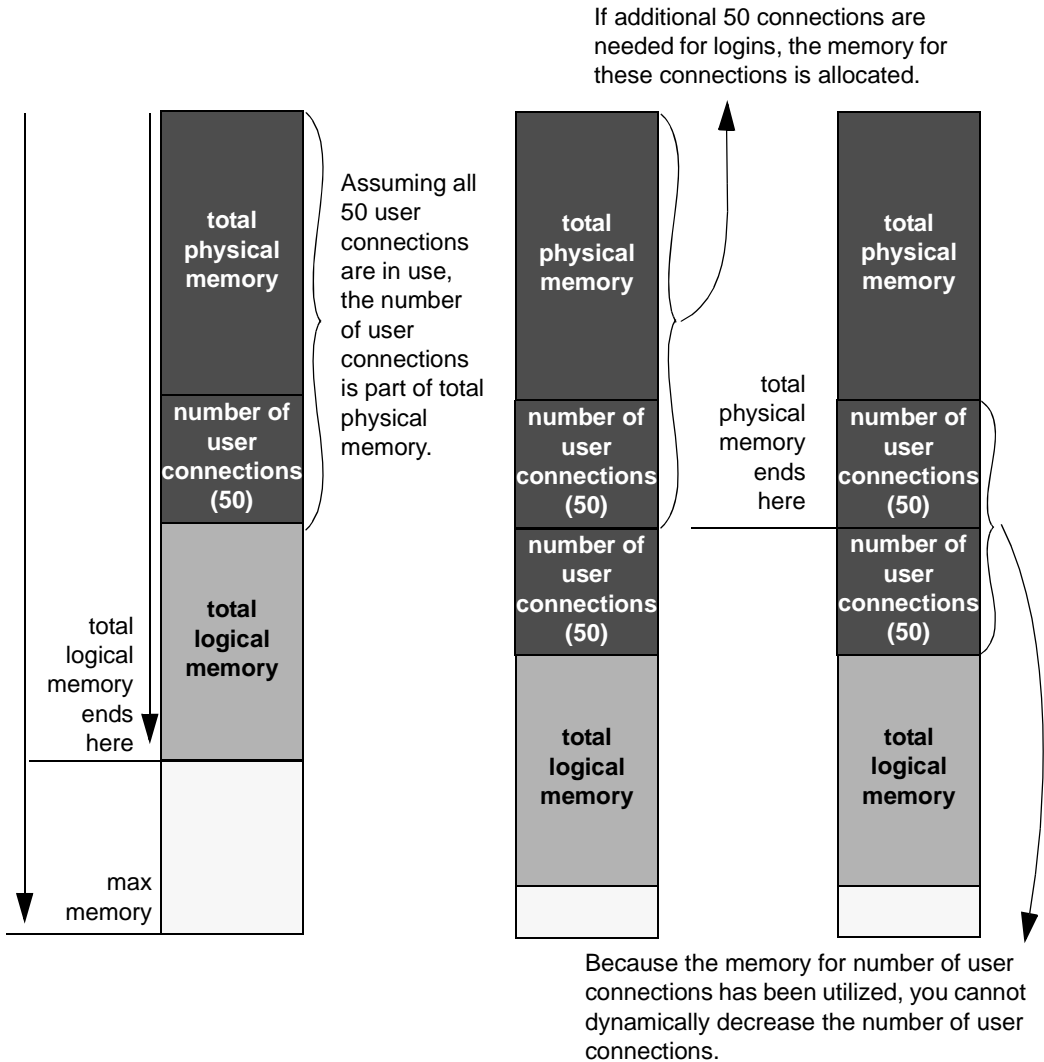 If additional 50 connections are
needed for logins, the memory for
these connections is allocated.
total
physical
memory
number of
user
connections
(50)
total
logical
memory
Assuming all
50 user
connections
are in use,
the number
of user
connections
is part of total
physical
memory.
total
logical
memory
ends
here
max
memory
total
physical
memory
number of
user
connections
(50)
number of
user
connections
(50)
total
logical
memory
total
physical
memory
ends
here
total
physical
memory
number of
user
connections
(50)
number of
user
connections
(50)
total
logical
memory
Because the memory for number of user
connections has been utilized, you cannot
dynamically decrease the number of user
connections.